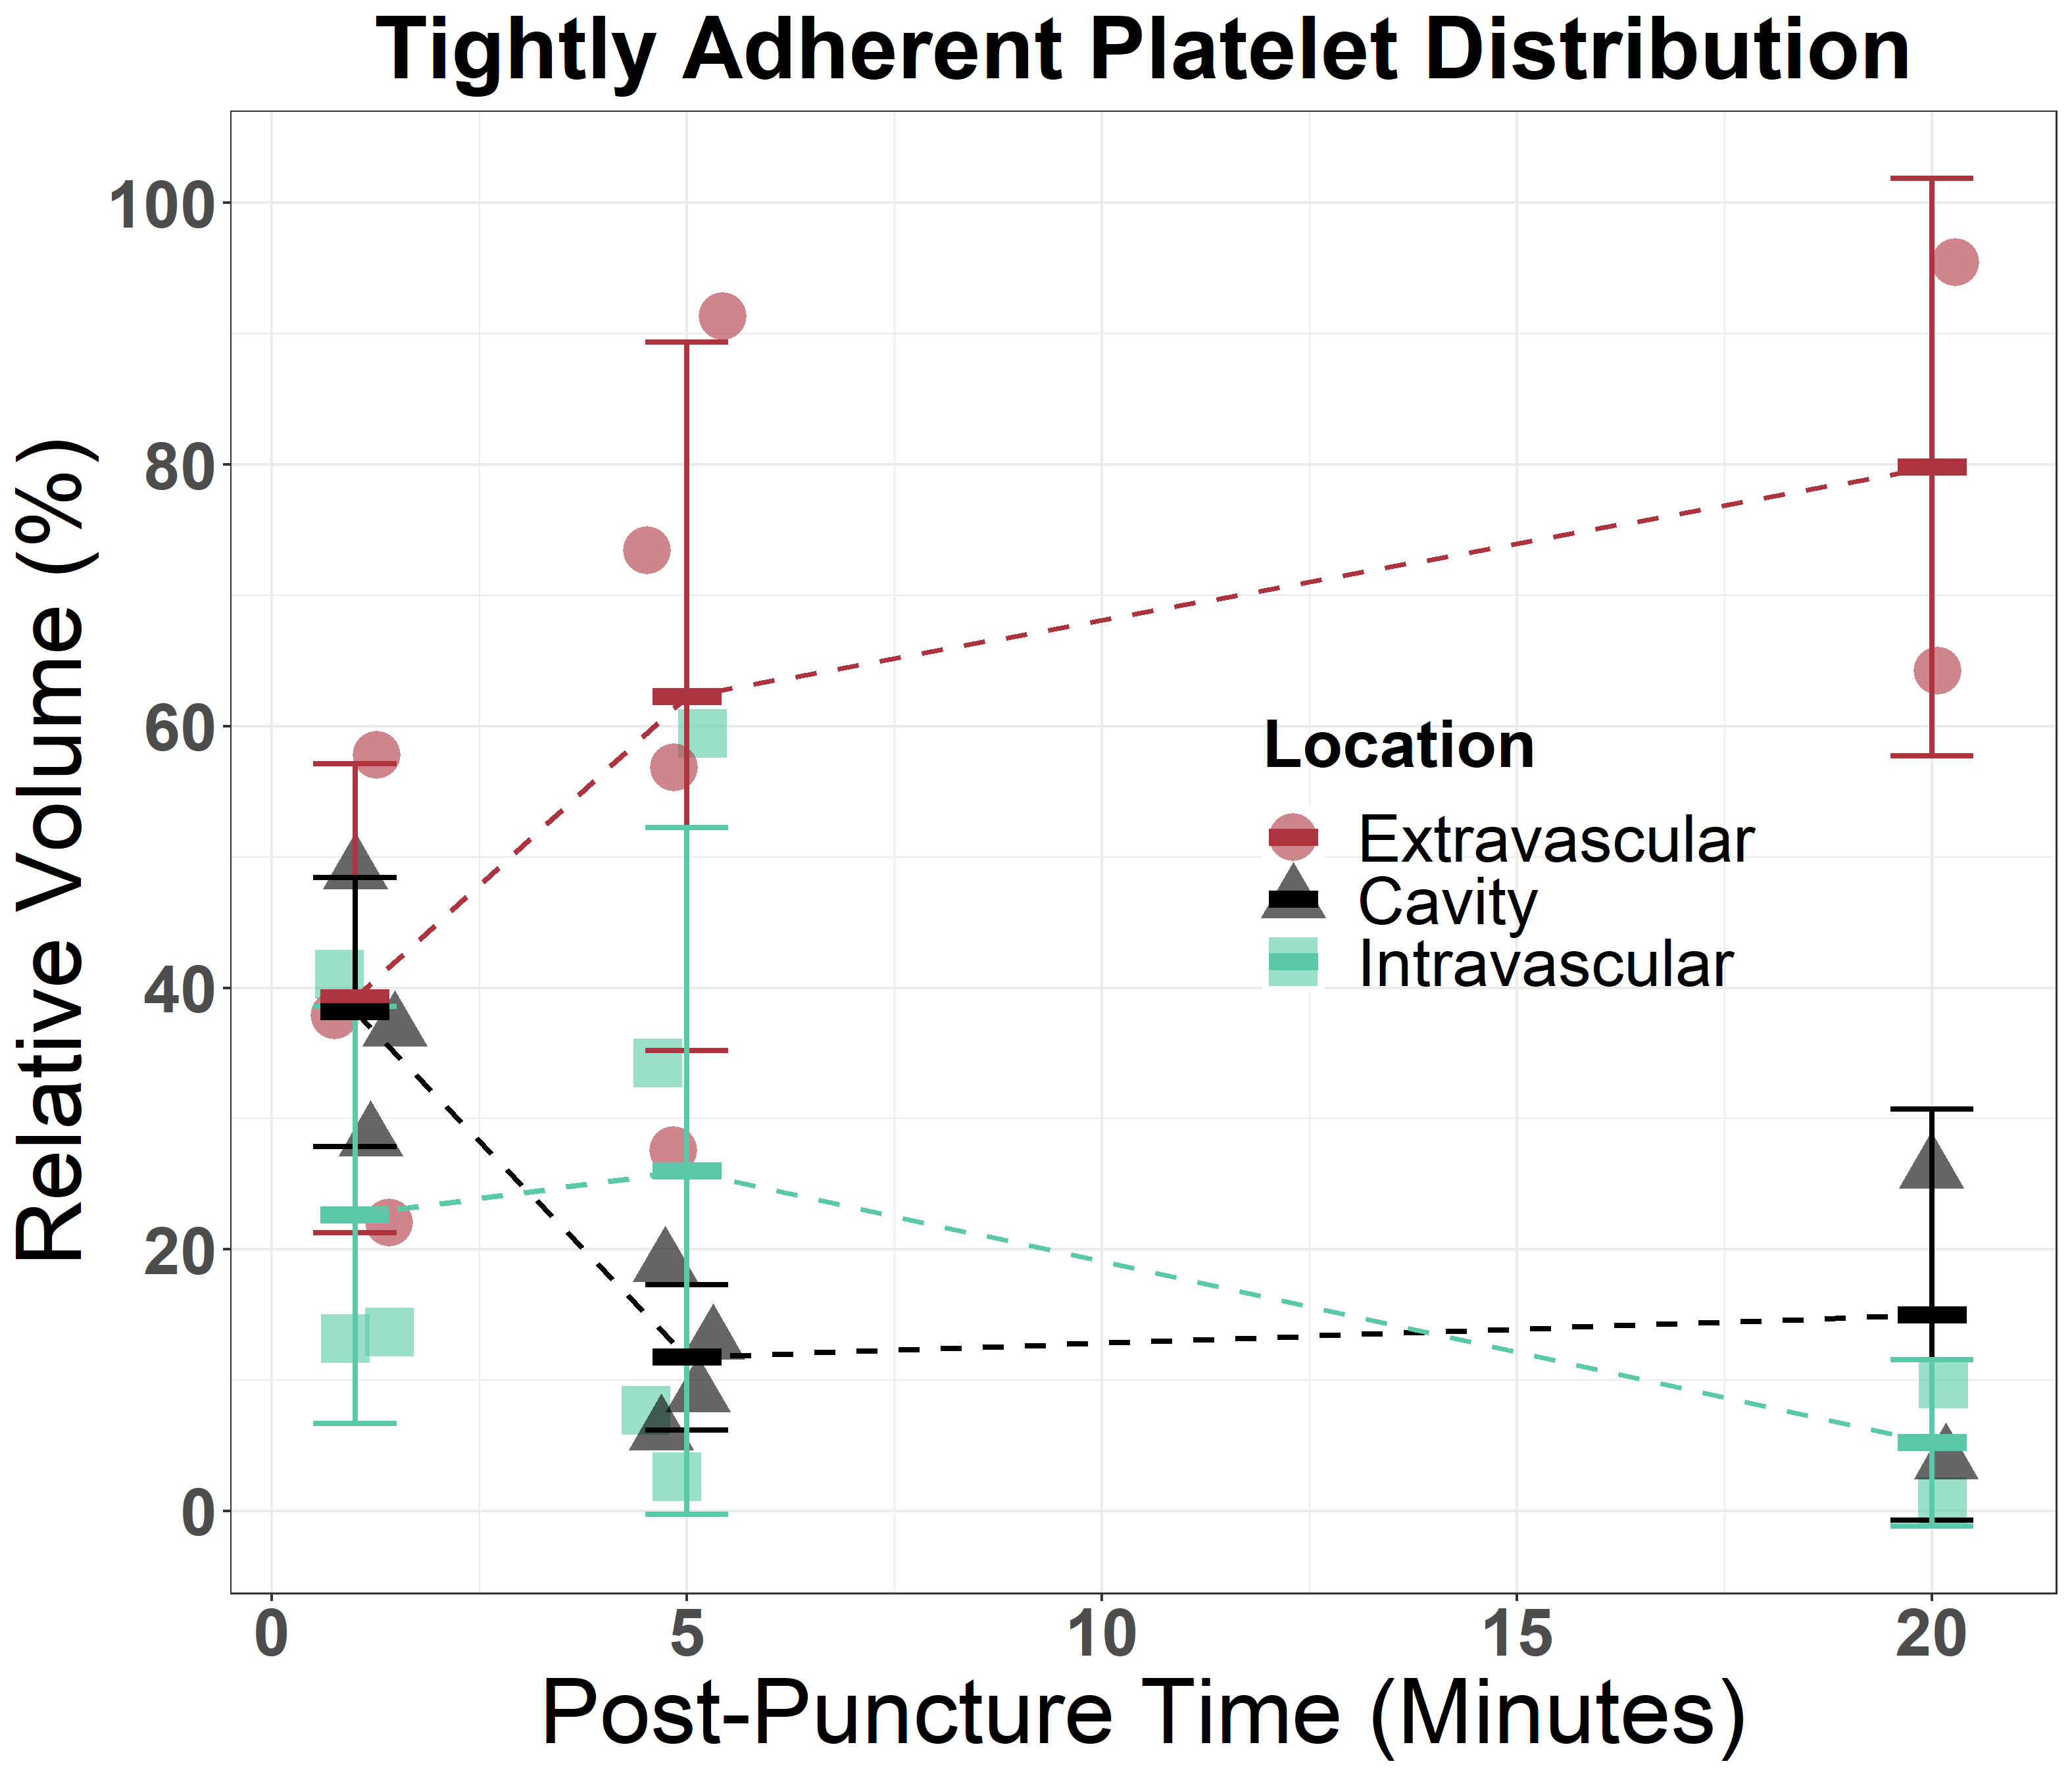 Tightly Adherent Platelet Distribution
Relative Volume (%)
100
80
60
40
20
0
Location
Extravascular
Cavity
Intravascular
0 5 10 15 20
Post-Puncture Time (Minutes)